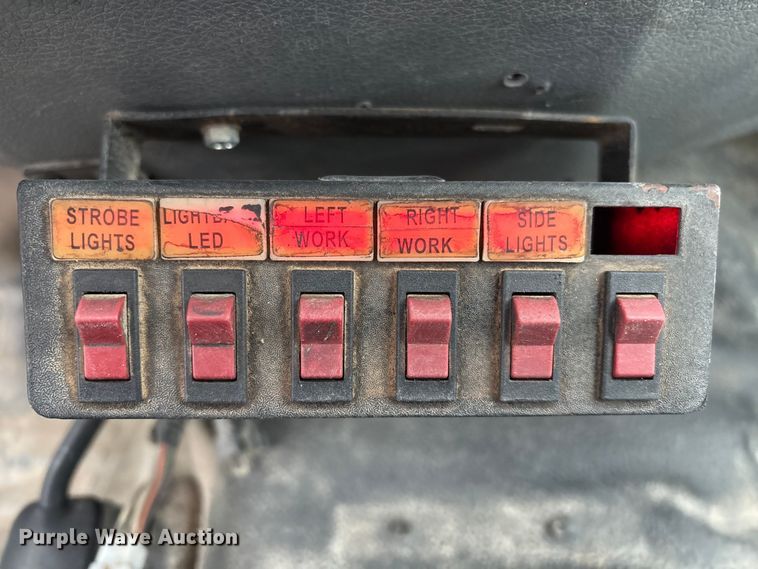 STROBE
LIGHTS
LED
LEFT
WORK
RIGHT
WORK
SIDE
LIGHTS
Purple Wave Auction